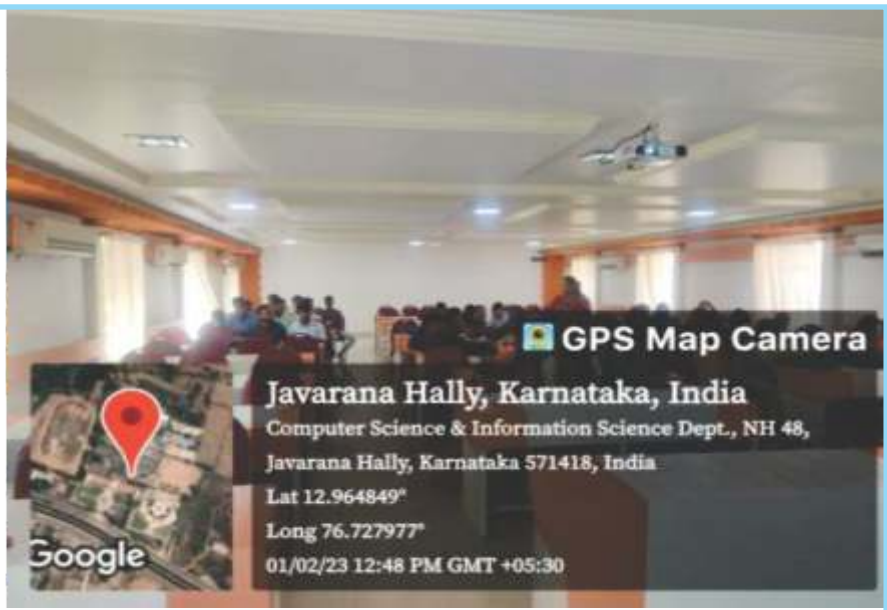 GPS Map Camera
Javarana Hally, Karnataka, India
Computer Science & Information Science Dept., NH 48,
Javarana Hally, Karnataka 571418, India
Lat 12.964849°
Long 76.727977°
01/02/23 12:48 PM GMT +05:30
Google